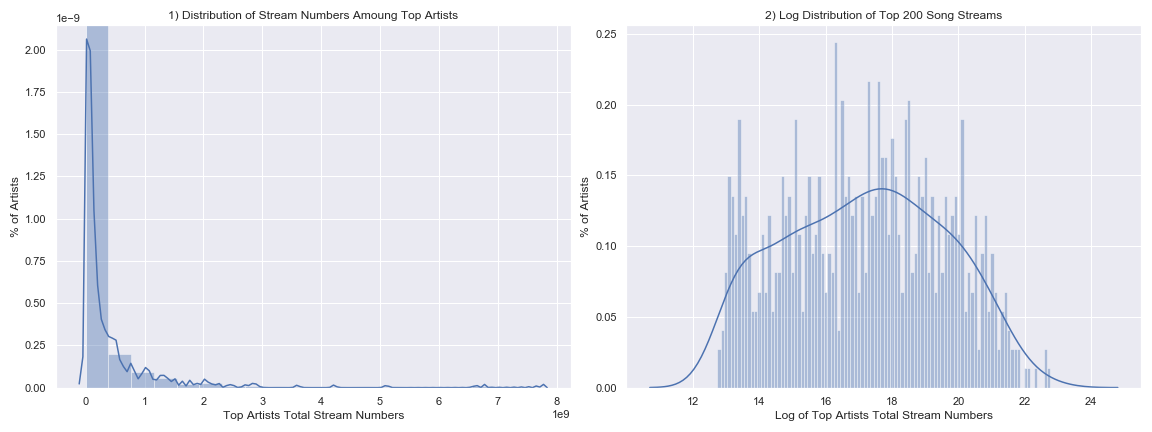 1) Distribution of Stream Numbers Amoung Top Artists
1e−9
2.00
1.75
1.50
1.25
1.00
0.75
0.50
0.25
0.00
% of Artists
0 1 2 3 4 5 6 7 8
1e9
Top Artists Total Stream Numbers
2) Log Distribution of Top 200 Song Streams
0.25
0.20
0.15
0.10
0.05
0.00
% of Artists
12 14 16 18 20 22 24
Log of Top Artists Total Stream Numbers